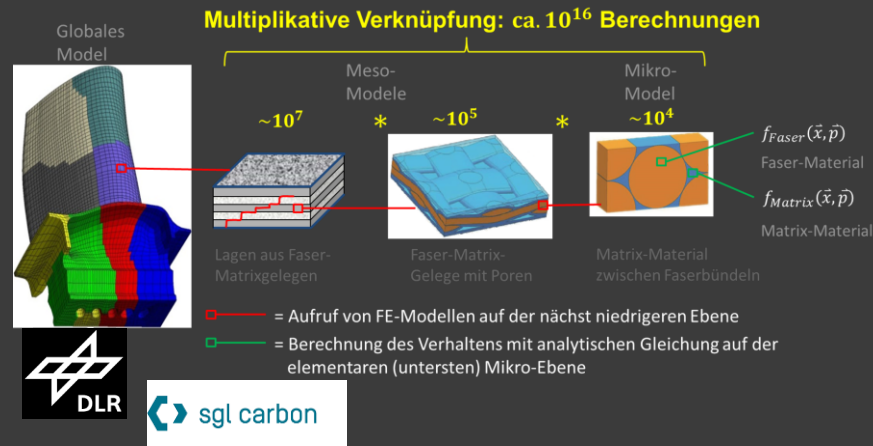 Multiplikative Verknüpfung: ca. 10¹⁶ Berechnungen
Globales
Model
Meso-
Modele
Mikro-
Model
~10⁷ * ~10⁵ * ~10⁴
f_Faser(x⃗,p⃗)
Faser-Material
f_Matrix(x⃗,p⃗)
Matrix-Material
Lagen aus Faser-
Matrixgelegen
Faser-Matrix-
Gelege mit Poren
Matrix-Material
zwischen Faserbündeln
= Aufruf von FE-Modellen auf der nächst niedrigeren Ebene
= Berechnung des Verhaltens mit analytischen Gleichung auf der
elementaren (untersten) Mikro-Ebene
DLR
sgl carbon